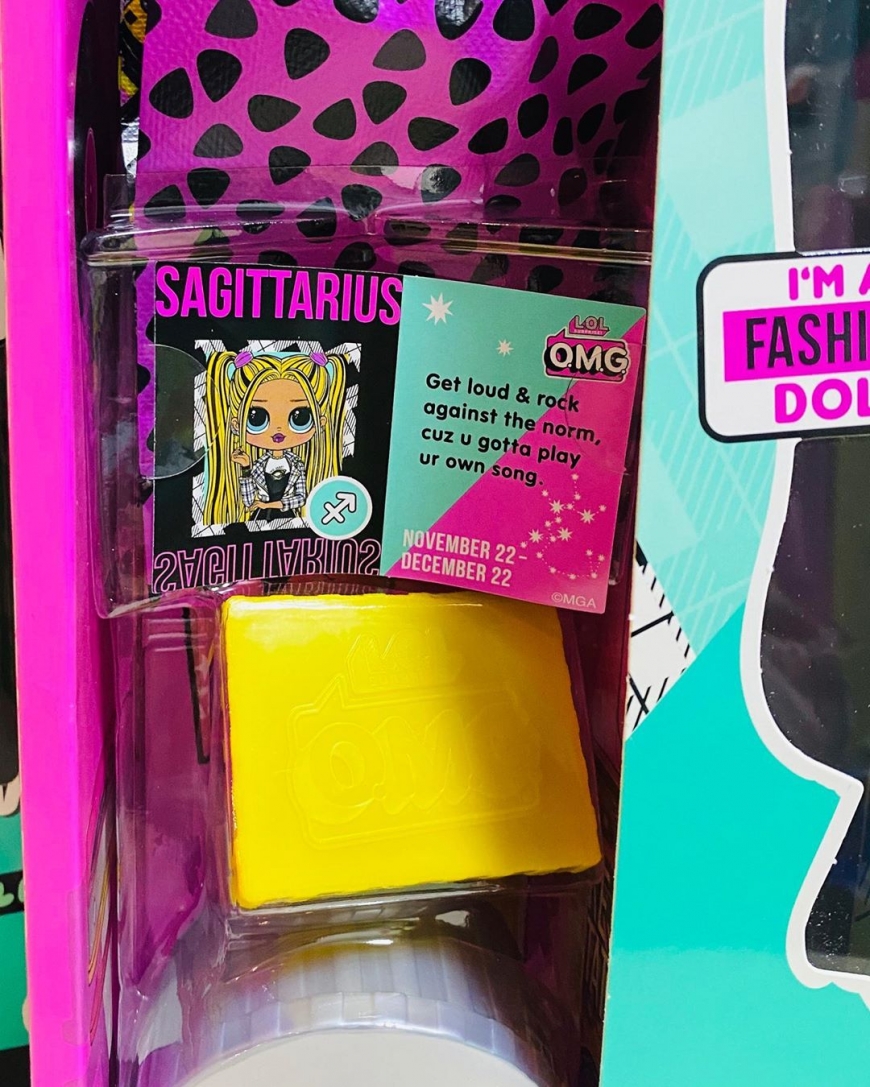 SAGITTARIUS
SAGITTARIUS
LOL
SURPRISE!
O.M.G.
Get loud & rock
against the norm,
cuz u gotta play
ur own song.
NOVEMBER 22 -
DECEMBER 22
©MGA
I'M A
FASHI
DOL
L.O.L.
O.M.G.